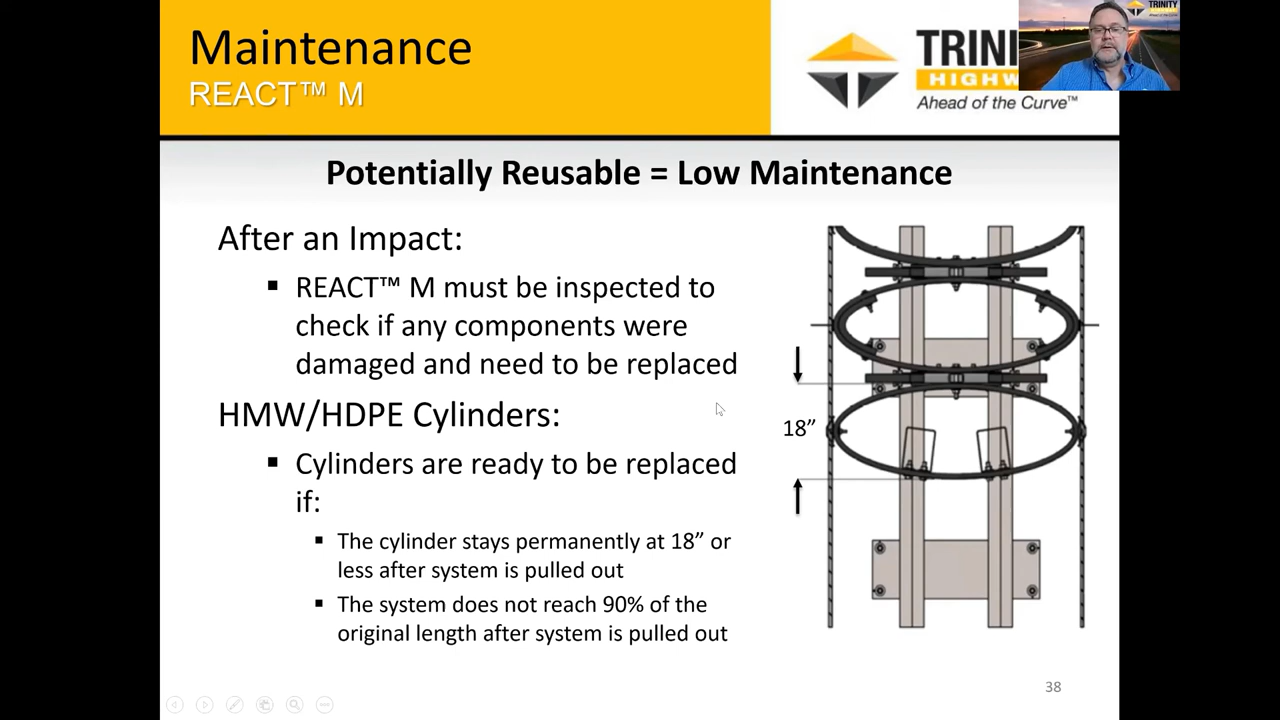 Maintenance
REACT™ M
TRINI
HIGHW
Ahead of the Curve™
TRINITY
Potentially Reusable = Low Maintenance
After an Impact:
▪ REACT™ M must be inspected to
check if any components were
damaged and need to be replaced
HMW/HDPE Cylinders:
▪ Cylinders are ready to be replaced
if:
▪ The cylinder stays permanently at 18” or
less after system is pulled out
▪ The system does not reach 90% of the
original length after system is pulled out
18”
38